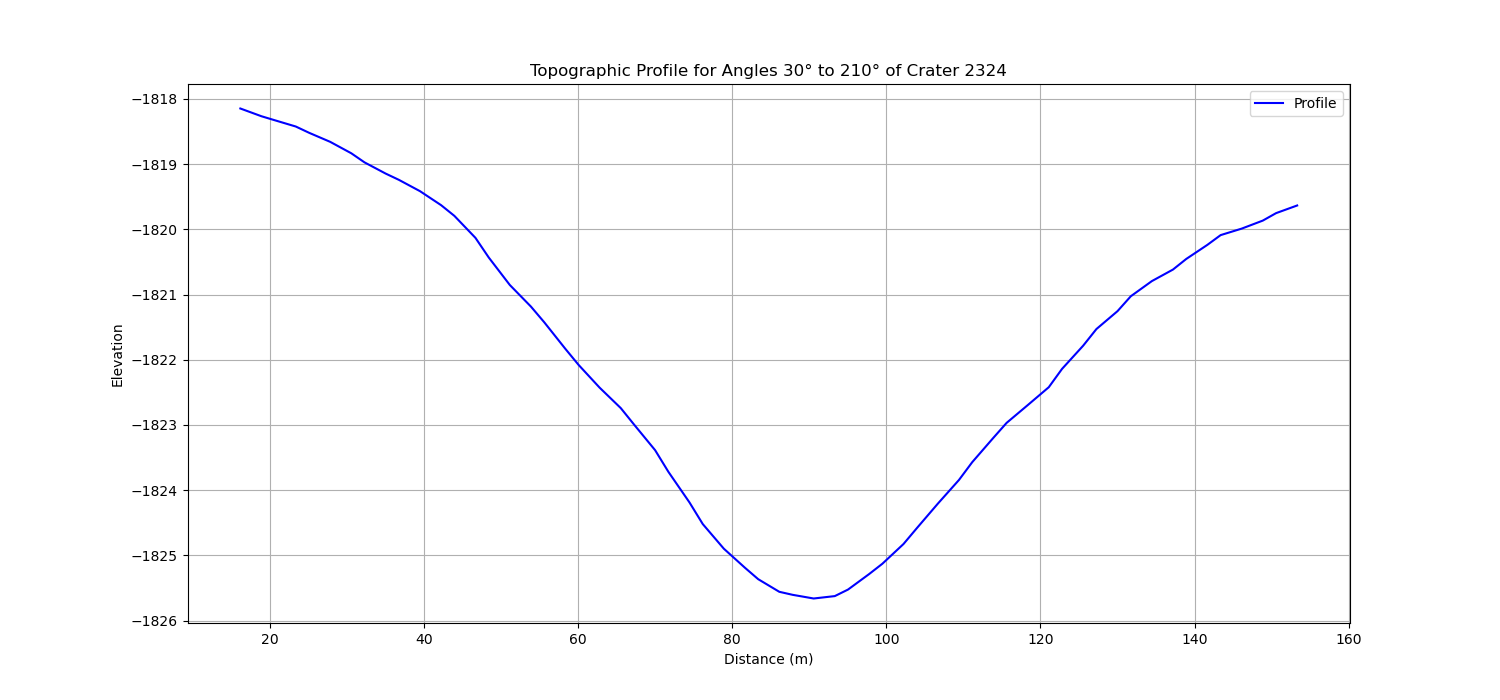 Topographic Profile for Angles 30° to 210° of Crater 2324
Profile
−1818
−1819
−1820
−1821
−1822
−1823
−1824
−1825
−1826
Elevation
20 40 60 80 100 120 140 160
Distance (m)